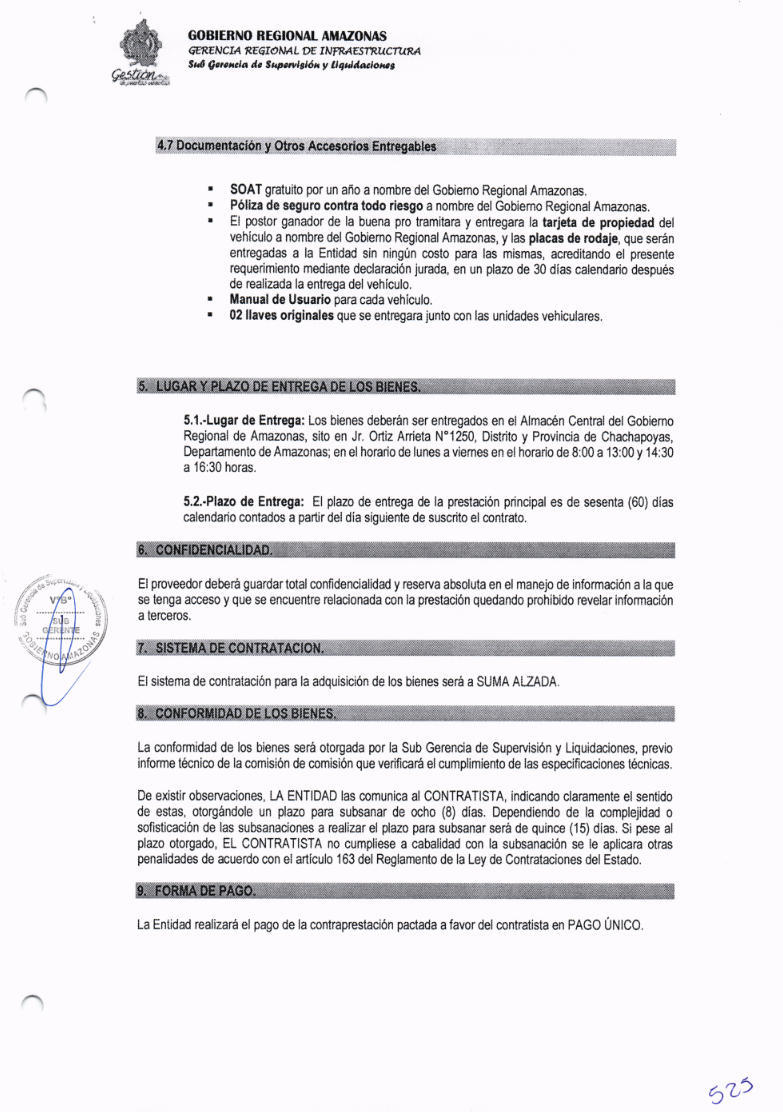 GOBIERNO REGIONAL AMAZONAS
GERENCIA REGIONAL DE INFRAESTRUCTURA
Sub Gerencia de Supervisión y Liquidaciones
Gestión
4.7 Documentación y Otros Accesorios Entregables
▪ SOAT gratuito por un año a nombre del Gobierno Regional Amazonas.
▪ Póliza de seguro contra todo riesgo a nombre del Gobierno Regional Amazonas.
▪ El postor ganador de la buena pro tramitara y entregara la tarjeta de propiedad del
vehículo a nombre del Gobierno Regional Amazonas, y las placas de rodaje, que serán
entregadas a la Entidad sin ningún costo para las mismas, acreditando el presente
requerimiento mediante declaración jurada, en un plazo de 30 días calendario después
de realizada la entrega del vehículo.
▪ Manual de Usuario para cada vehículo.
▪ 02 llaves originales que se entregara junto con las unidades vehiculares.
5. LUGAR Y PLAZO DE ENTREGA DE LOS BIENES.
5.1.-Lugar de Entrega: Los bienes deberán ser entregados en el Almacén Central del Gobierno
Regional de Amazonas, sito en Jr. Ortiz Arrieta N°1250, Distrito y Provincia de Chachapoyas,
Departamento de Amazonas; en el horario de lunes a viernes en el horario de 8:00 a 13:00 y 14:30
a 16:30 horas.
5.2.-Plazo de Entrega: El plazo de entrega de la prestación principal es de sesenta (60) días
calendario contados a partir del día siguiente de suscrito el contrato.
6. CONFIDENCIALIDAD.
El proveedor deberá guardar total confidencialidad y reserva absoluta en el manejo de información a la que
se tenga acceso y que se encuentre relacionada con la prestación quedando prohibido revelar información
a terceros.
Sub Gerencia de Supervisión y Liquidaciones
V°B°
SUB
GERENTE
GOBIERNO AMAZONAS
7. SISTEMA DE CONTRATACION.
El sistema de contratación para la adquisición de los bienes será a SUMA ALZADA.
8. CONFORMIDAD DE LOS BIENES.
La conformidad de los bienes será otorgada por la Sub Gerencia de Supervisión y Liquidaciones, previo
informe técnico de la comisión de comisión que verificará el cumplimiento de las especificaciones técnicas.
De existir observaciones, LA ENTIDAD las comunica al CONTRATISTA, indicando claramente el sentido
de estas, otorgándole un plazo para subsanar de ocho (8) días. Dependiendo de la complejidad o
sofisticación de las subsanaciones a realizar el plazo para subsanar será de quince (15) días. Si pese al
plazo otorgado, EL CONTRATISTA no cumpliese a cabalidad con la subsanación se le aplicara otras
penalidades de acuerdo con el artículo 163 del Reglamento de la Ley de Contrataciones del Estado.
9. FORMA DE PAGO.
La Entidad realizará el pago de la contraprestación pactada a favor del contratista en PAGO ÚNICO.
525